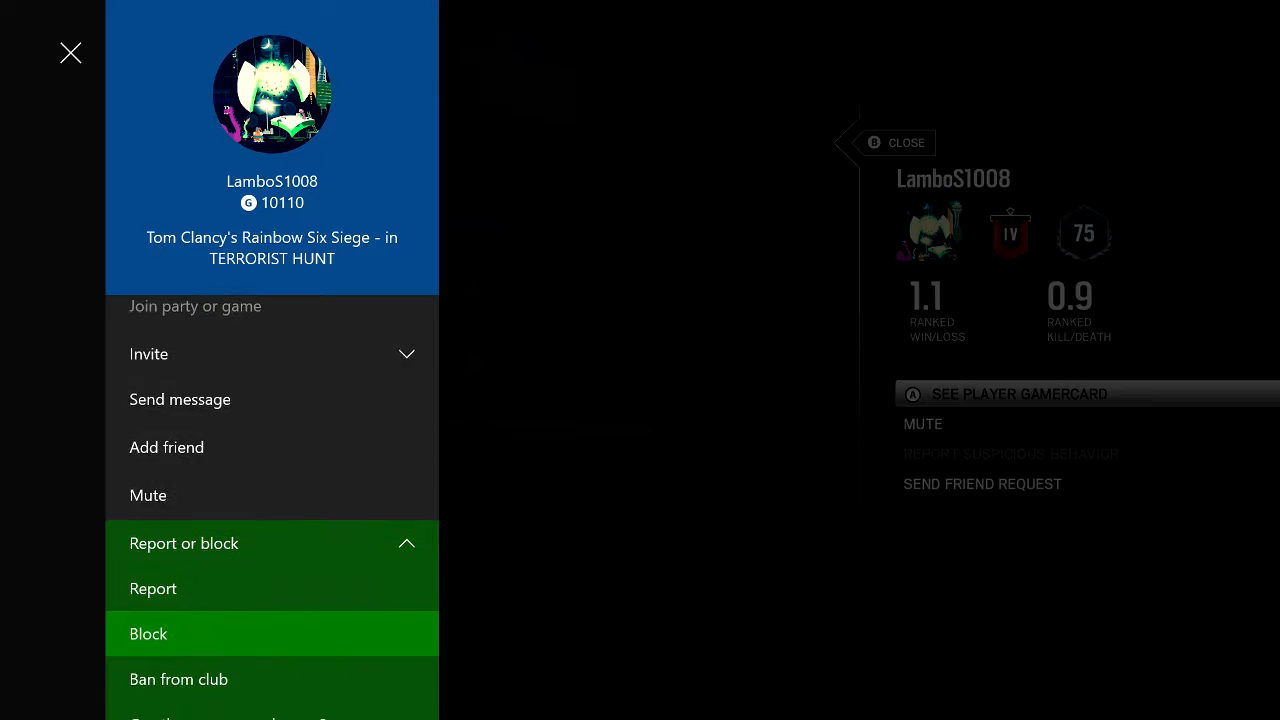 LamboS1008
G 10110
Tom Clancy's Rainbow Six Siege - in
TERRORIST HUNT
Join party or game
Invite
Send message
Add friend
Mute
Report or block
Report
Block
Ban from club
B CLOSE
LamboS1008
IV
75
1.1
RANKED
WIN/LOSS
0.9
RANKED
KILL/DEATH
A SEE PLAYER GAMERCARD
MUTE
REPORT SUSPICIOUS BEHAVIOR
SEND FRIEND REQUEST